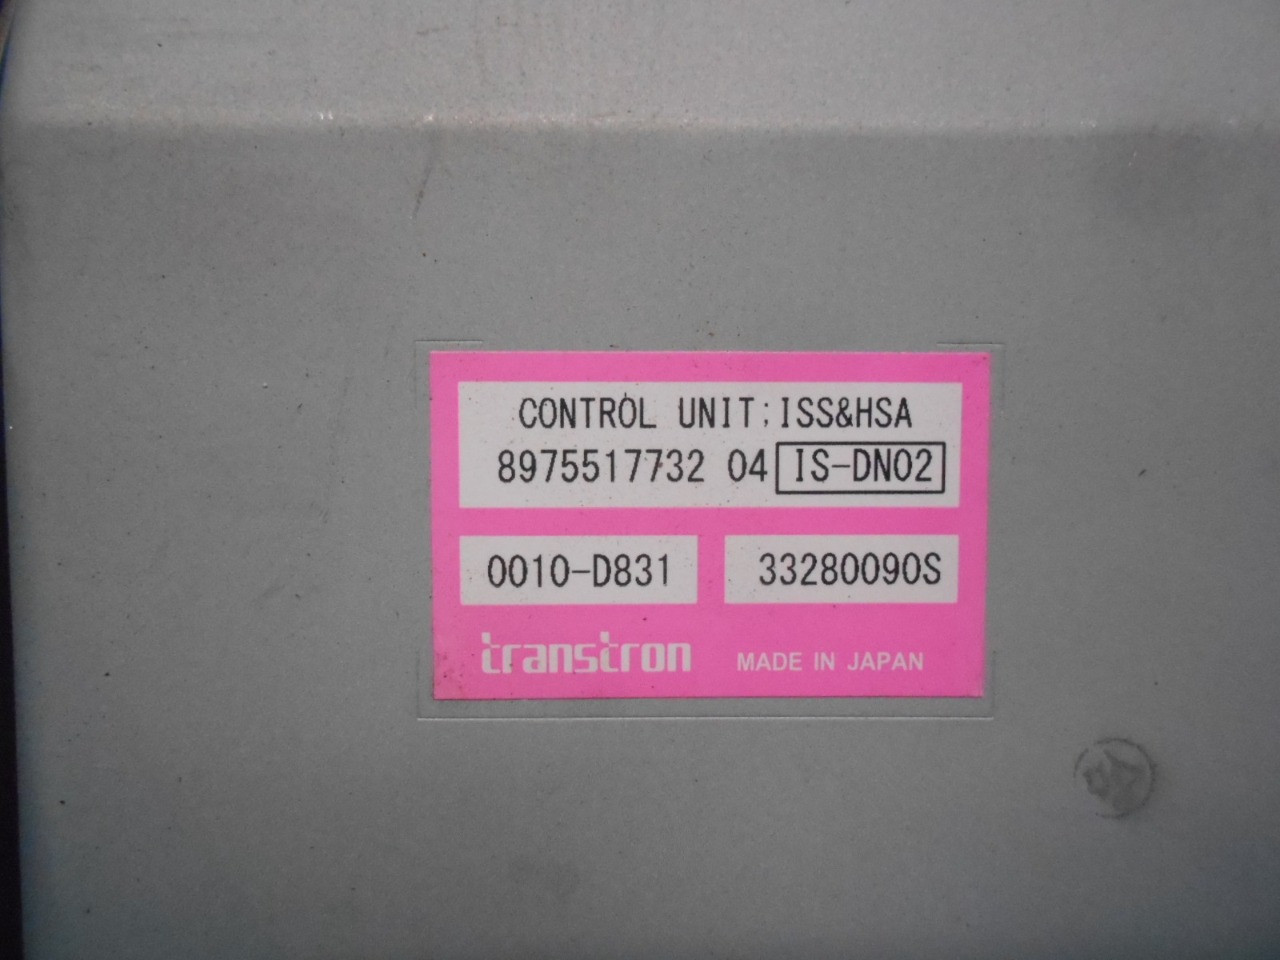 CONTROL UNIT;ISS&HSA
8975517732 04 IS-DN02
0010-D831 33280090S
transtron MADE IN JAPAN